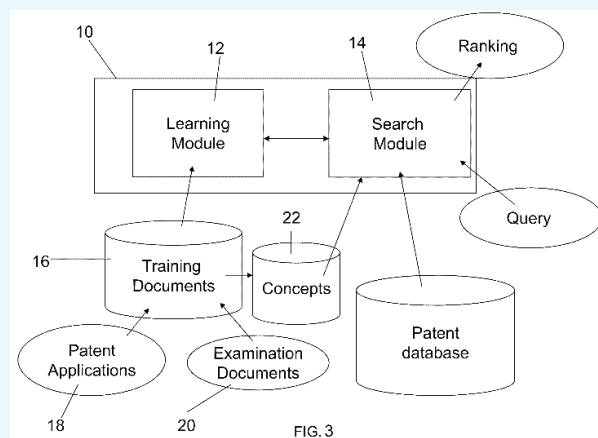 10
12
14
Ranking
Learning
Module
Search
Module
Query
16
22
Training
Documents
Concepts
Patent
database
Patent
Applications
Examination
Documents
18
20
FIG. 3